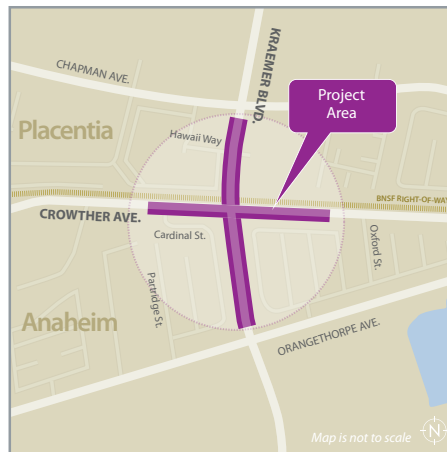 CHAPMAN AVE.
KRAEMER BLVD.
Project
Area
Placentia
Hawaii Way
BNSF RIGHT-OF-WAY
CROWTHER AVE.
Cardinal St.
Oxford St.
Partridge St.
Anaheim
ORANGETHORPE AVE.
Map is not to scale
N